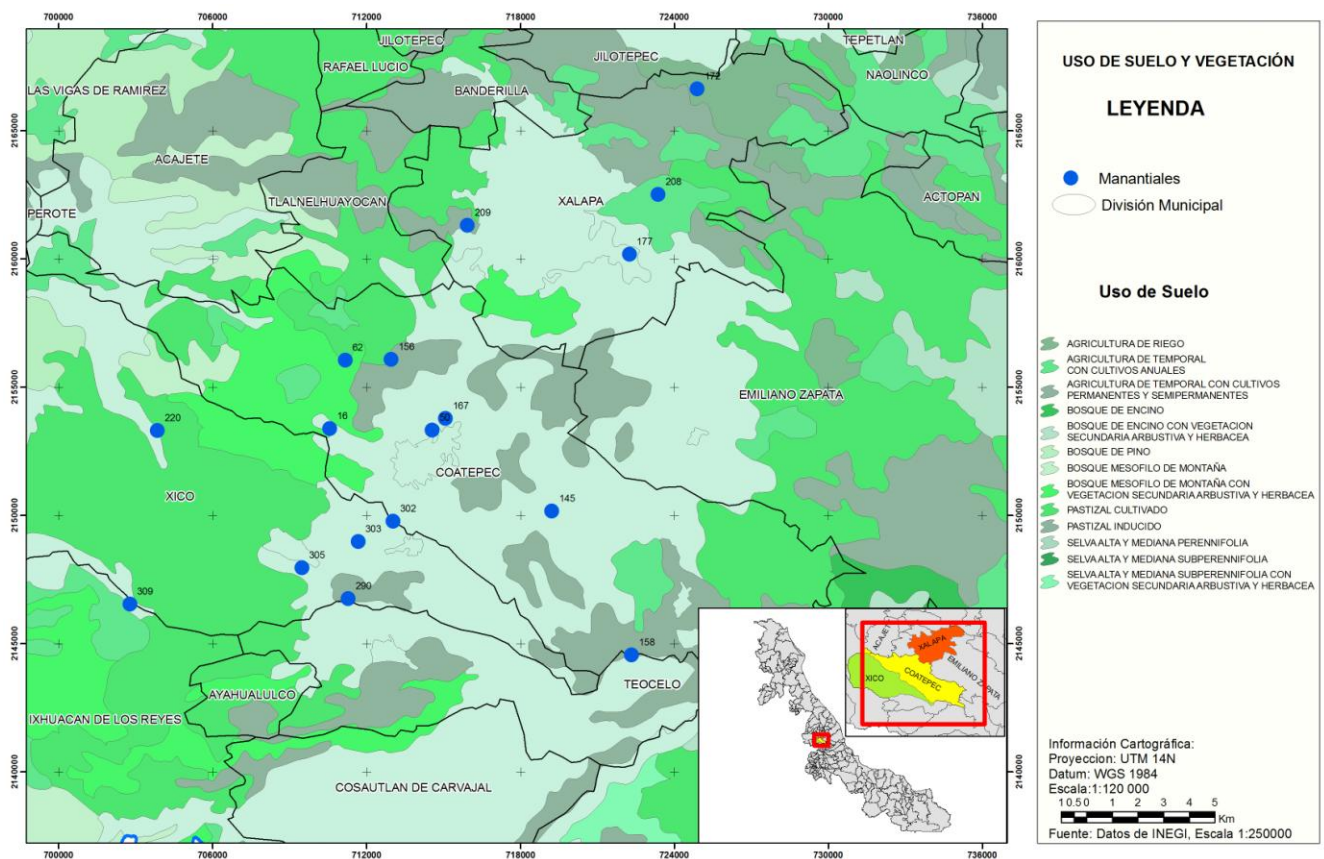 700000 706000 712000 718000 724000 730000 736000
JILOTEPEC
JILOTEPEC
TEPETLAN
RAFAEL LUCIO
NAOLINCO
LAS VIGAS DE RAMIREZ
BANDERILLA
172
2165000
2165000
ACAJETE
TLALNELHUAYOCAN
208
XALAPA
ACTOPAN
PEROTE
209
177
2160000
2160000
62
156
2155000
2155000
EMILIANO ZAPATA
220
16
167
50
COATEPEC
XICO
145
302
2150000
2150000
303
305
290
309
158
2145000
2145000
TEOCELO
AYAHUALULCO
IXHUACAN DE LOS REYES
2140000
2140000
COSAUTLAN DE CARVAJAL
700000 706000 712000 718000 724000 730000 736000
XALAPA
COATEPEC
EMILIANO ZAPATA
XICO
USO DE SUELO Y VEGETACIÓN
LEYENDA
Manantiales
División Municipal
Uso de Suelo
AGRICULTURA DE RIEGO
AGRICULTURA DE TEMPORAL
CON CULTIVOS ANUALES
AGRICULTURA DE TEMPORAL CON CULTIVOS
PERMANENTES Y SEMIPERMANENTES
BOSQUE DE ENCINO
BOSQUE DE ENCINO CON VEGETACION
SECUNDARIA ARBUSTIVA Y HERBACEA
BOSQUE DE PINO
BOSQUE MESOFILO DE MONTAÑA
BOSQUE MESOFILO DE MONTAÑA CON
VEGETACION SECUNDARIA ARBUSTIVA Y HERBACEA
PASTIZAL CULTIVADO
PASTIZAL INDUCIDO
SELVA ALTA Y MEDIANA PERENNIFOLIA
SELVA ALTA Y MEDIANA SUBPERENNIFOLIA
SELVA ALTA Y MEDIANA SUBPERENNIFOLIA CON
VEGETACION SECUNDARIA ARBUSTIVA Y HERBACEA
Información Cartográfica:
Proyeccion: UTM 14N
Datum: WGS 1984
Escala:1:120 000
1 0.5 0 1 2 3 4 5
Km
Fuente: Datos de INEGI, Escala 1:250000